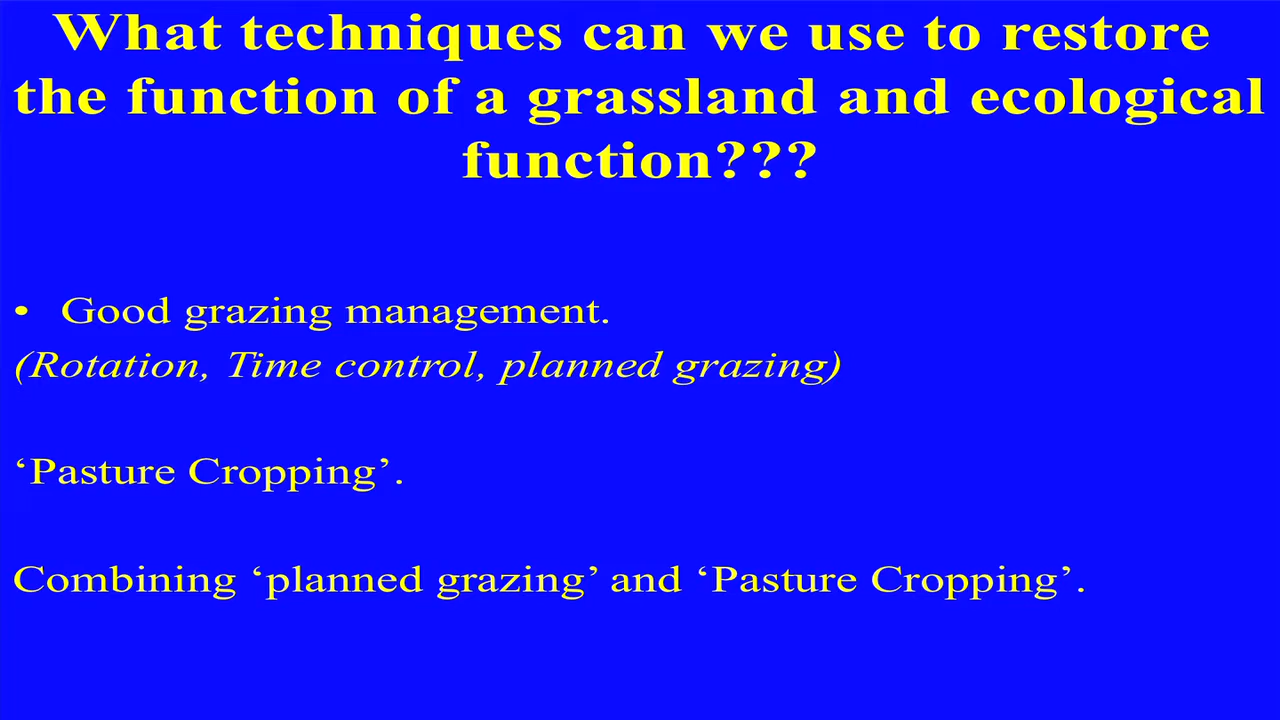 What techniques can we use to restore
the function of a grassland and ecological
function???
• Good grazing management.
(Rotation, Time control, planned grazing)
‘Pasture Cropping’.
Combining ‘planned grazing’ and ‘Pasture Cropping’.